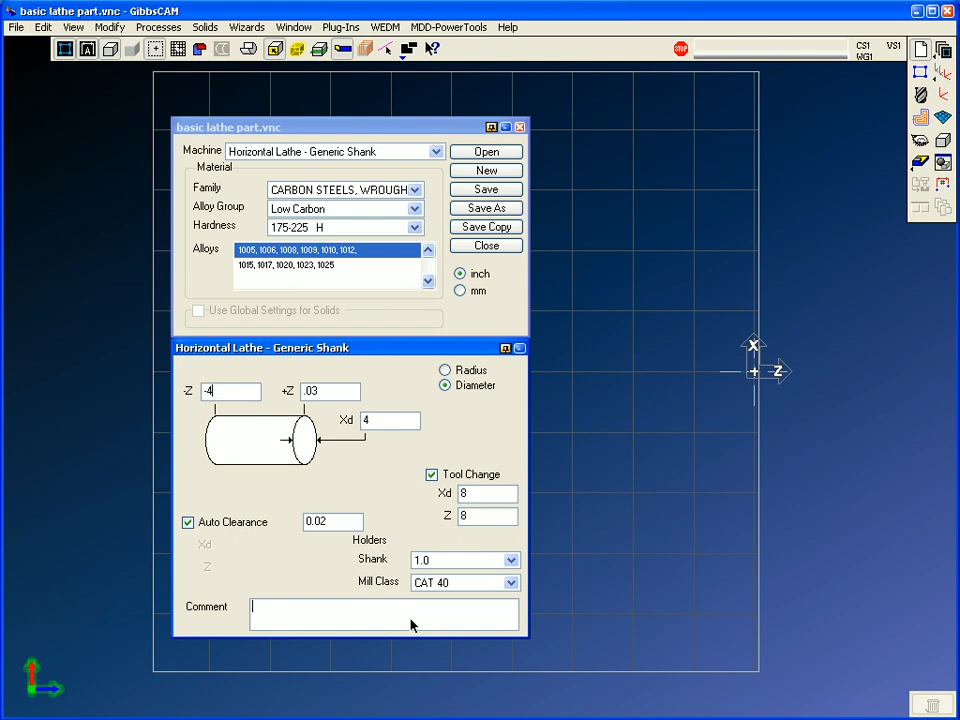 basic lathe part.vnc - GibbsCAM
File Edit View Modify Processes Solids Wizards Window Plug-Ins WEDM MDD-PowerTools Help
STOP
CS1 VS1
WG1
basic lathe part.vnc
Machine Horizontal Lathe - Generic Shank Open
Material New
Family CARBON STEELS, WROUGH Save
Alloy Group Low Carbon Save As
Hardness 175-225 H Save Copy
Alloys 1005, 1006, 1008, 1009, 1010, 1012, Close
1015, 1017, 1020, 1023, 1025
inch
mm
Use Global Settings for Solids
Horizontal Lathe - Generic Shank
Radius
Diameter
-Z -4 +Z .03
Xd 4
Tool Change
Xd 8
Z 8
Auto Clearance 0.02
Xd
Z
Holders
Shank 1.0
Mill Class CAT 40
Comment
X
Z